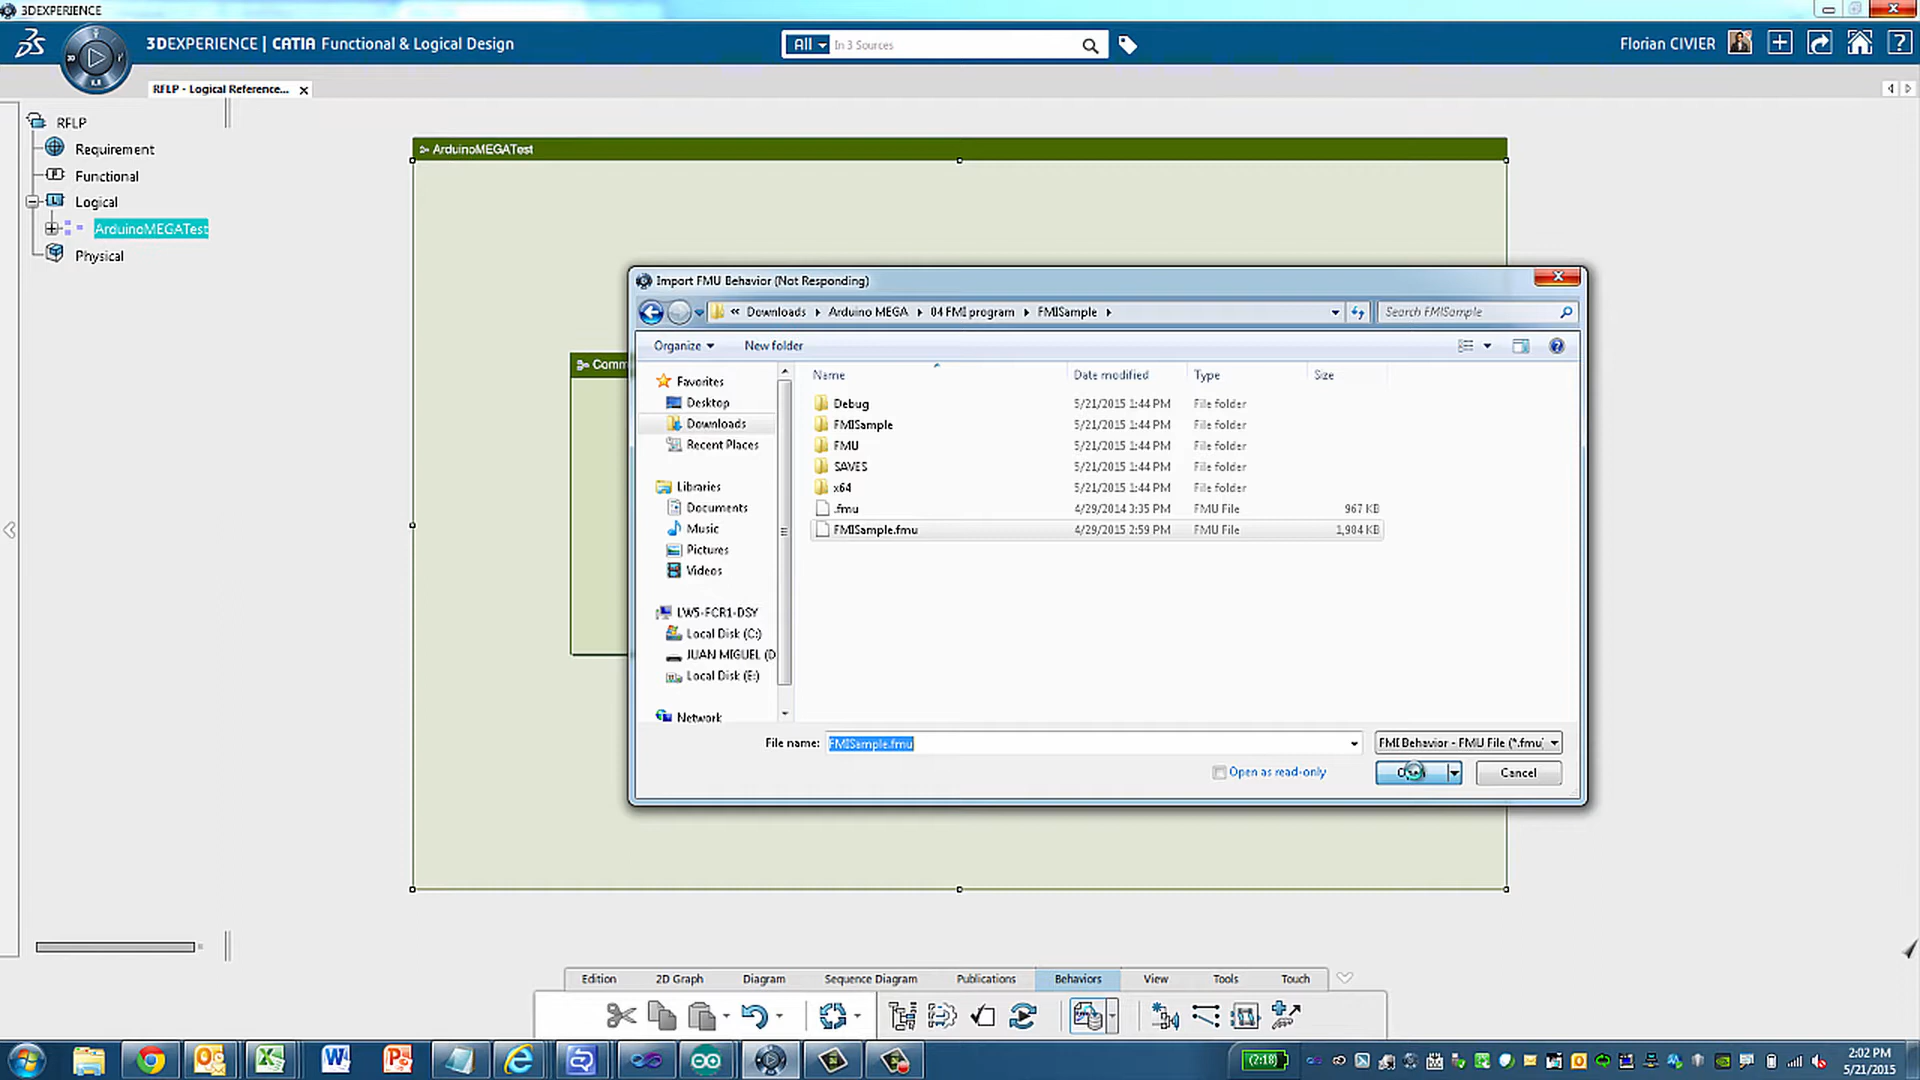 3DEXPERIENCE
3DEXPERIENCE | CATIA Functional & Logical Design
All
In 3 Sources
Florian CIVIER
RFLP - Logical Reference...
RFLP
Requirement
Functional
Logical
ArduinoMEGATest
Physical
ArduinoMEGATest
Comm
Import FMU Behavior (Not Responding)
« Downloads
Arduino MEGA
04 FMI program
FMISample
Search FMISample
Organize
New folder
Favorites
Desktop
Downloads
Recent Places
Libraries
Documents
Music
Pictures
Videos
LW5-FCR1-DSY
Local Disk (C:)
JUAN MIGUEL (D
Local Disk (E:)
Network
Name Date modified Type Size
Debug 5/21/2015 1:44 PM File folder
FMISample 5/21/2015 1:44 PM File folder
FMU 5/21/2015 1:44 PM File folder
SAVES 5/21/2015 1:44 PM File folder
x64 5/21/2015 1:44 PM File folder
.fmu 4/29/2014 3:35 PM FMU File 967 KB
FMISample.fmu 4/29/2015 2:59 PM FMU File 1,984 KB
File name: FMISample.fmu
FMI Behavior - FMU File (*.fmu)
Open as read-only
Cancel
Edition 2D Graph Diagram Sequence Diagram Publications Behaviors View Tools Touch
(2:18)
2:02 PM
5/21/2015